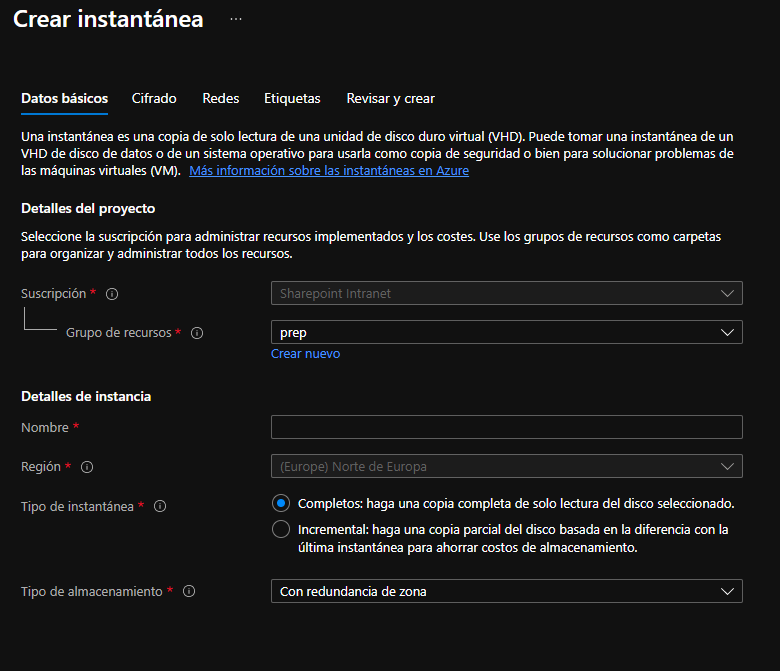 Crear instantánea ...
Datos básicos Cifrado Redes Etiquetas Revisar y crear
Una instantánea es una copia de solo lectura de una unidad de disco duro virtual (VHD). Puede tomar una instantánea de un
VHD de disco de datos o de un sistema operativo para usarla como copia de seguridad o bien para solucionar problemas de
las máquinas virtuales (VM). Más información sobre las instantáneas en Azure
Detalles del proyecto
Seleccione la suscripción para administrar recursos implementados y los costes. Use los grupos de recursos como carpetas
para organizar y administrar todos los recursos.
Suscripción * Sharepoint Intranet
Grupo de recursos * prep
Crear nuevo
Detalles de instancia
Nombre *
Región * (Europe) Norte de Europa
Tipo de instantánea * Completos: haga una copia completa de solo lectura del disco seleccionado.
Incremental: haga una copia parcial del disco basada en la diferencia con la
última instantánea para ahorrar costos de almacenamiento.
Tipo de almacenamiento * Con redundancia de zona